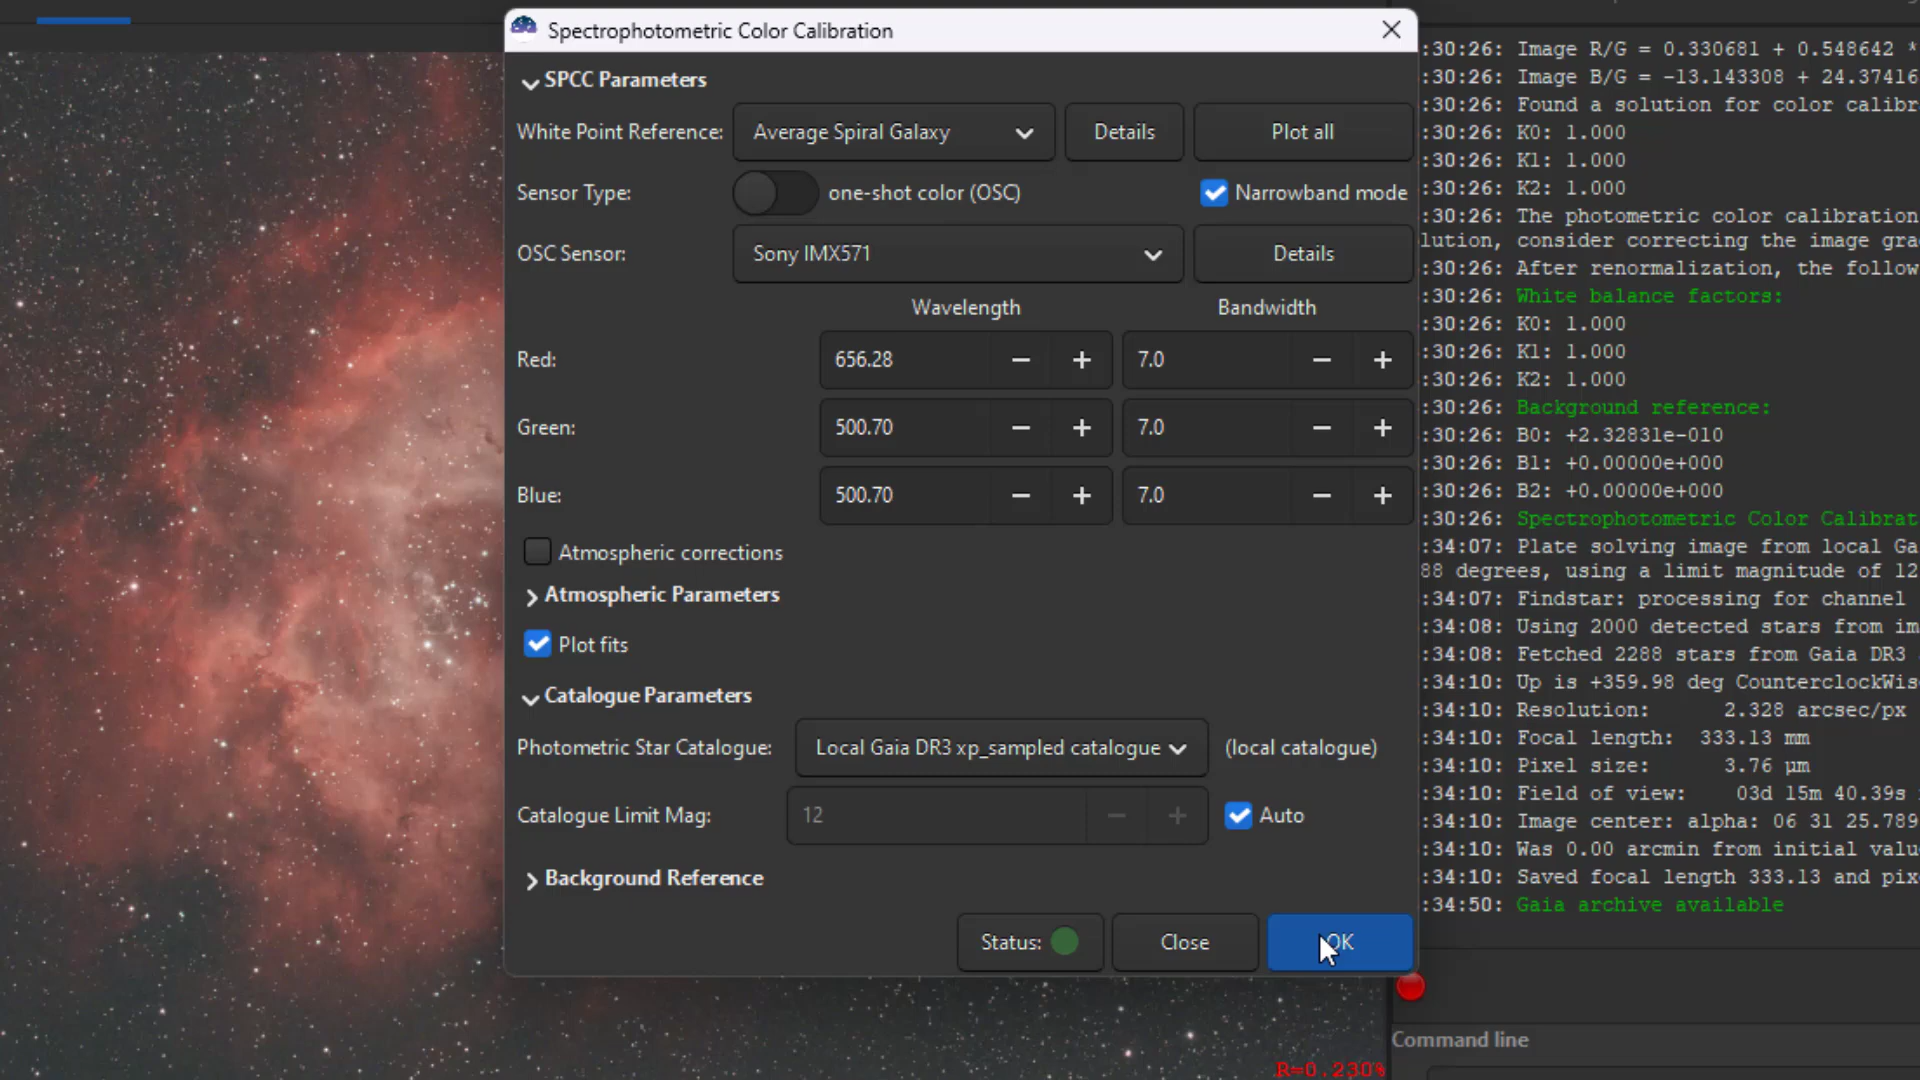 Spectrophotometric Color Calibration
SPCC Parameters
White Point Reference: Average Spiral Galaxy Details Plot all
Sensor Type: one-shot color (OSC) Narrowband mode
OSC Sensor: Sony IMX571 Details
Wavelength Bandwidth
Red: 656.28 − + 7.0 − +
Green: 500.70 − + 7.0 − +
Blue: 500.70 − + 7.0 − +
Atmospheric corrections
Atmospheric Parameters
Plot fits
Catalogue Parameters
Photometric Star Catalogue: Local Gaia DR3 xp_sampled catalogue (local catalogue)
Catalogue Limit Mag: 12 − + Auto
Background Reference
Status: Close OK
:30:26: Image R/G = 0.330681 + 0.548642 *
:30:26: Image B/G = -13.143308 + 24.37416
:30:26: Found a solution for color calibr
:30:26: K0: 1.000
:30:26: K1: 1.000
:30:26: K2: 1.000
:30:26: The photometric color calibration
lution, consider correcting the image gra
:30:26: After renormalization, the follow
:30:26: White balance factors:
:30:26: K0: 1.000
:30:26: K1: 1.000
:30:26: K2: 1.000
:30:26: Background reference:
:30:26: B0: +2.32831e-010
:30:26: B1: +0.00000e+000
:30:26: B2: +0.00000e+000
:30:26: Spectrophotometric Color Calibrat
:34:07: Plate solving image from local Ga
88 degrees, using a limit magnitude of 12
:34:07: Findstar: processing for channel
:34:08: Using 2000 detected stars from im
:34:08: Fetched 2288 stars from Gaia DR3
:34:10: Up is +359.98 deg CounterclockWis
:34:10: Resolution: 2.328 arcsec/px
:34:10: Focal length: 333.13 mm
:34:10: Pixel size: 3.76 µm
:34:10: Field of view: 03d 15m 40.39s
:34:10: Image center: alpha: 06 31 25.789
:34:10: Was 0.00 arcmin from initial valu
:34:10: Saved focal length 333.13 and pix
:34:50: Gaia archive available
Command line
R=0.230%